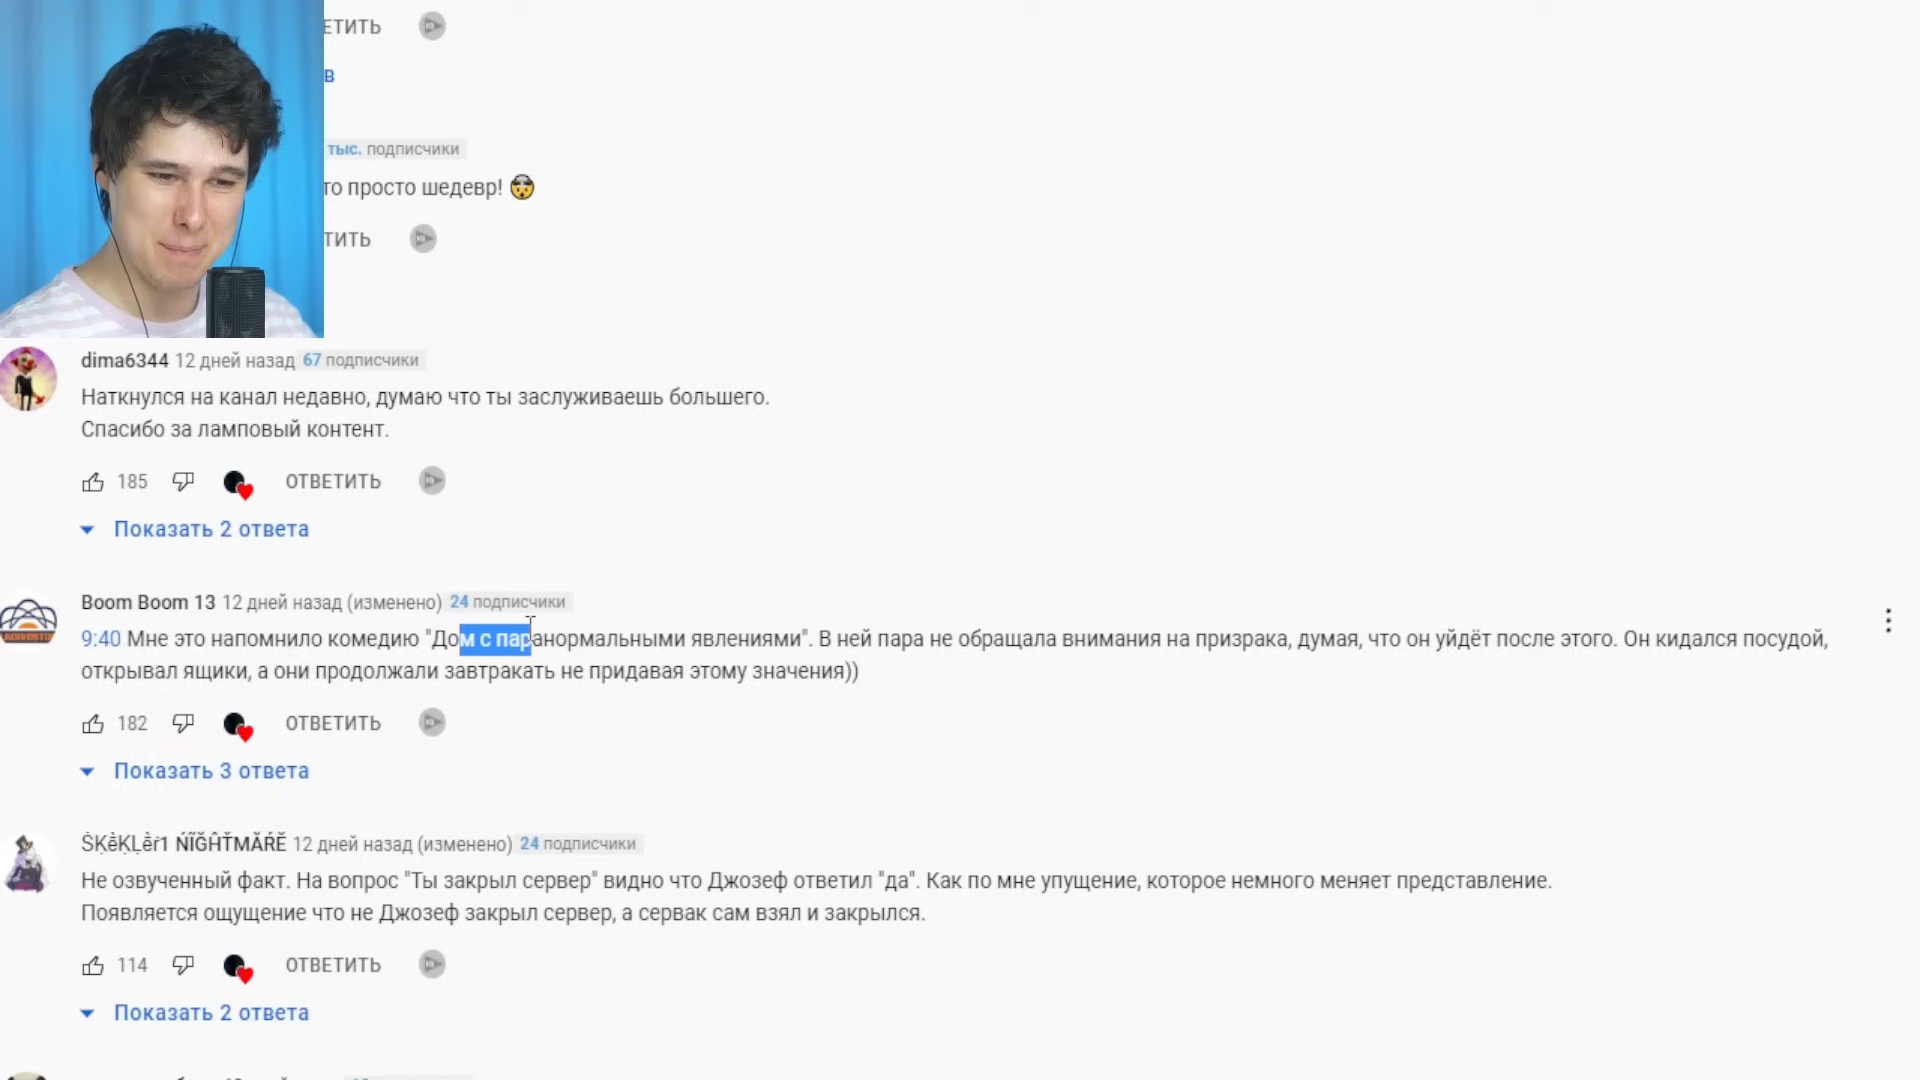 ЕТИТЬ
в
тыс. подписчики
то просто шедевр! 🤯
ТИТЬ
dima6344 12 дней назад 67 подписчики
Наткнулся на канал недавно, думаю что ты заслуживаешь большего.
Спасибо за ламповый контент.
185 ОТВЕТИТЬ
Показать 2 ответа
Boom Boom 13 12 дней назад (изменено) 24 подписчики
9:40 Мне это напомнило комедию "Дом с паранормальными явлениями". В ней пара не обращала внимания на призрака, думая, что он уйдёт после этого. Он кидался посудой,
открывал ящики, а они продолжали завтракать не придавая этому значения))
182 ОТВЕТИТЬ
Показать 3 ответа
12 дней назад (изменено) 24 подписчики
Не озвученный факт. На вопрос "Ты закрыл сервер" видно что Джозеф ответил "да". Как по мне упущение, которое немного меняет представление.
Появляется ощущение что не Джозеф закрыл сервер, а сервак сам взял и закрылся.
114 ОТВЕТИТЬ
Показать 2 ответа